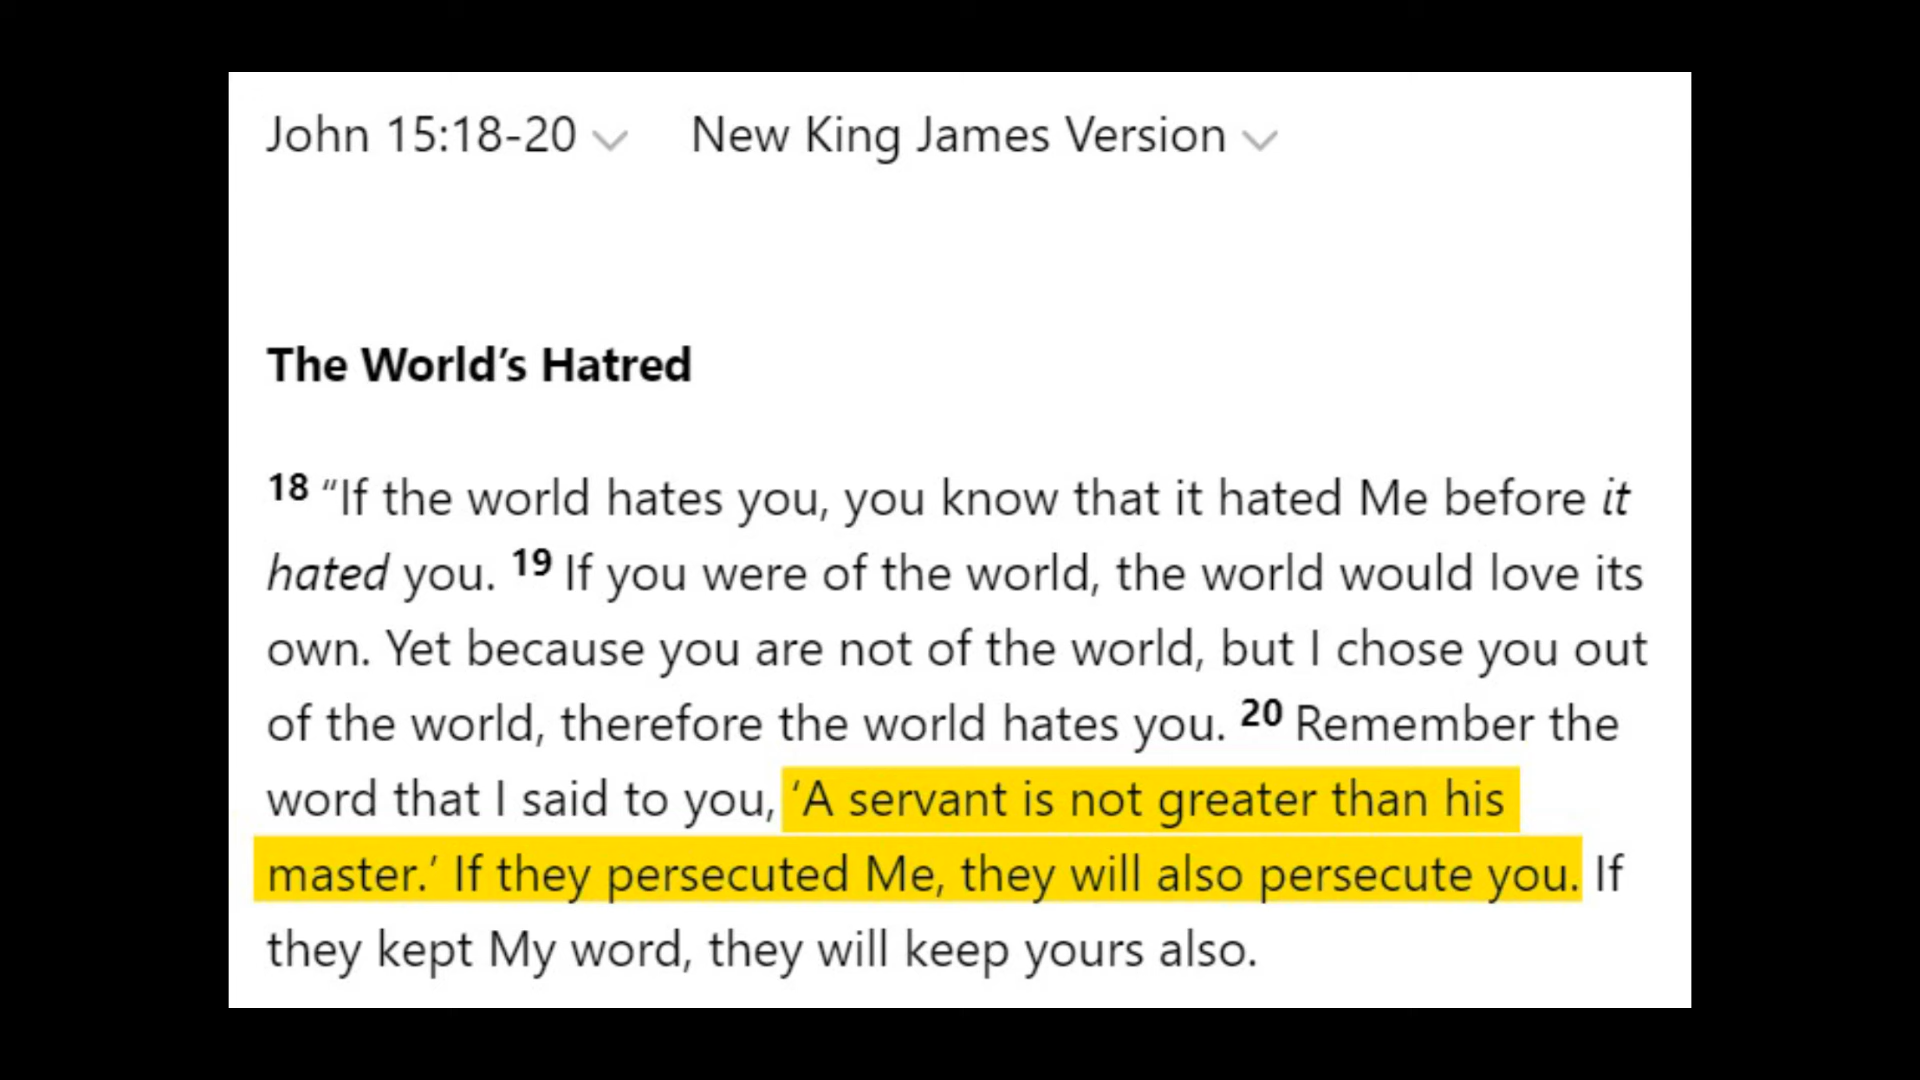 John 15:18-20 New King James Version
The World’s Hatred
18 “If the world hates you, you know that it hated Me before it
hated you. 19 If you were of the world, the world would love its
own. Yet because you are not of the world, but I chose you out
of the world, therefore the world hates you. 20 Remember the
word that I said to you, ‘A servant is not greater than his
master.’ If they persecuted Me, they will also persecute you. If
they kept My word, they will keep yours also.